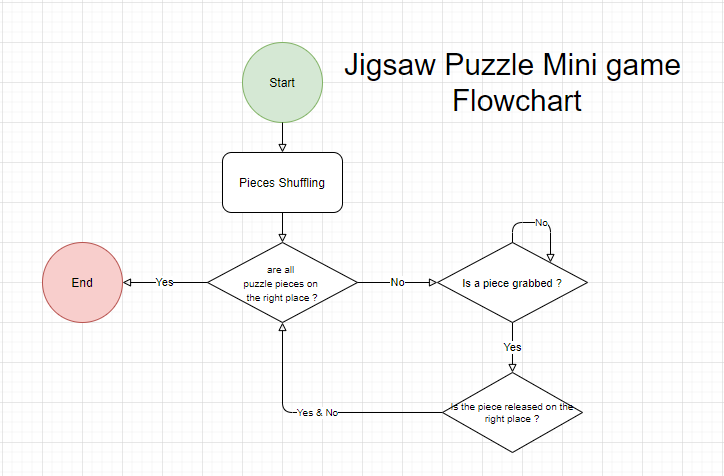 Jigsaw Puzzle Mini game
Flowchart
Start
Pieces Shuffling
are all
puzzle pieces on
the right place ?
Yes
End
No
Is a piece grabbed ?
No
Yes
Is the piece released on the
right place ?
Yes & No